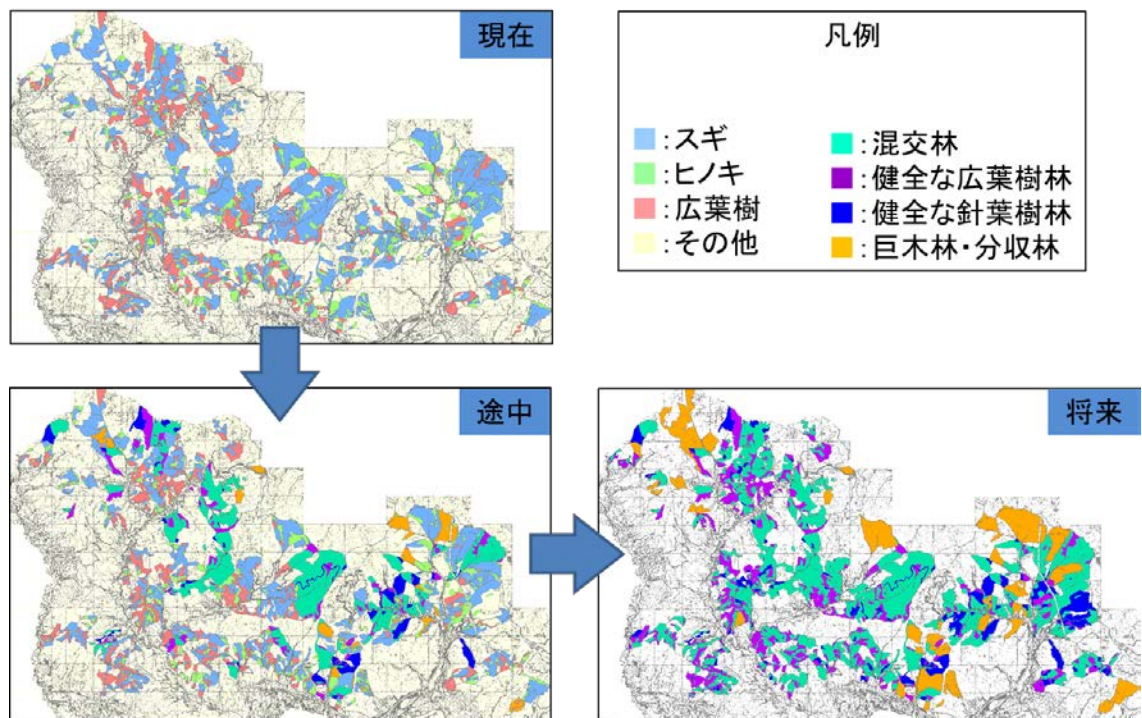 現在
凡例
■:スギ
■:ヒノキ
■:広葉樹
■:その他
■:混交林
■:健全な広葉樹林
■:健全な針葉樹林
■:巨木林・分収林
途中
将来